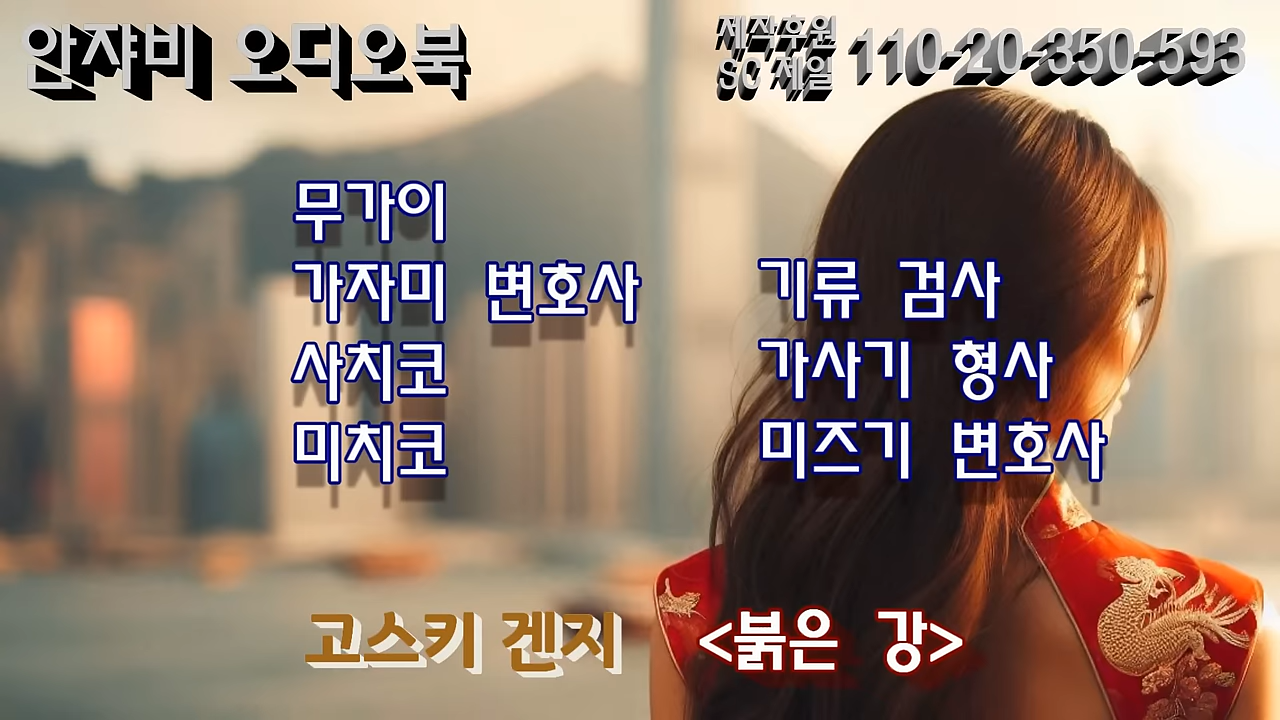 안쟈비 오디오북
제작후원
SC 제일 110-20-350-593
무가이
가자미 변호사 기류 검사
사치코 가사기 형사
미치코 미즈기 변호사
고스키 겐지 <붉은 강>